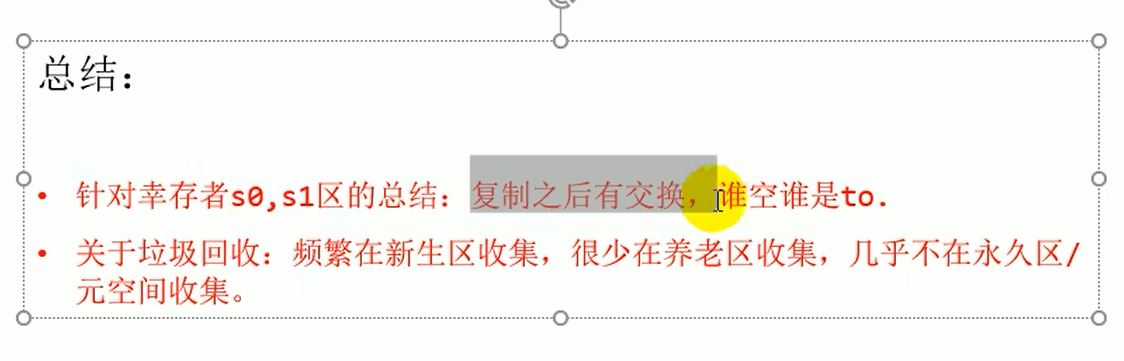 总结：
• 针对幸存者s0,s1区的总结：复制之后有交换，谁空谁是to.
• 关于垃圾回收：频繁在新生区收集，很少在养老区收集，几乎不在永久区/
元空间收集。